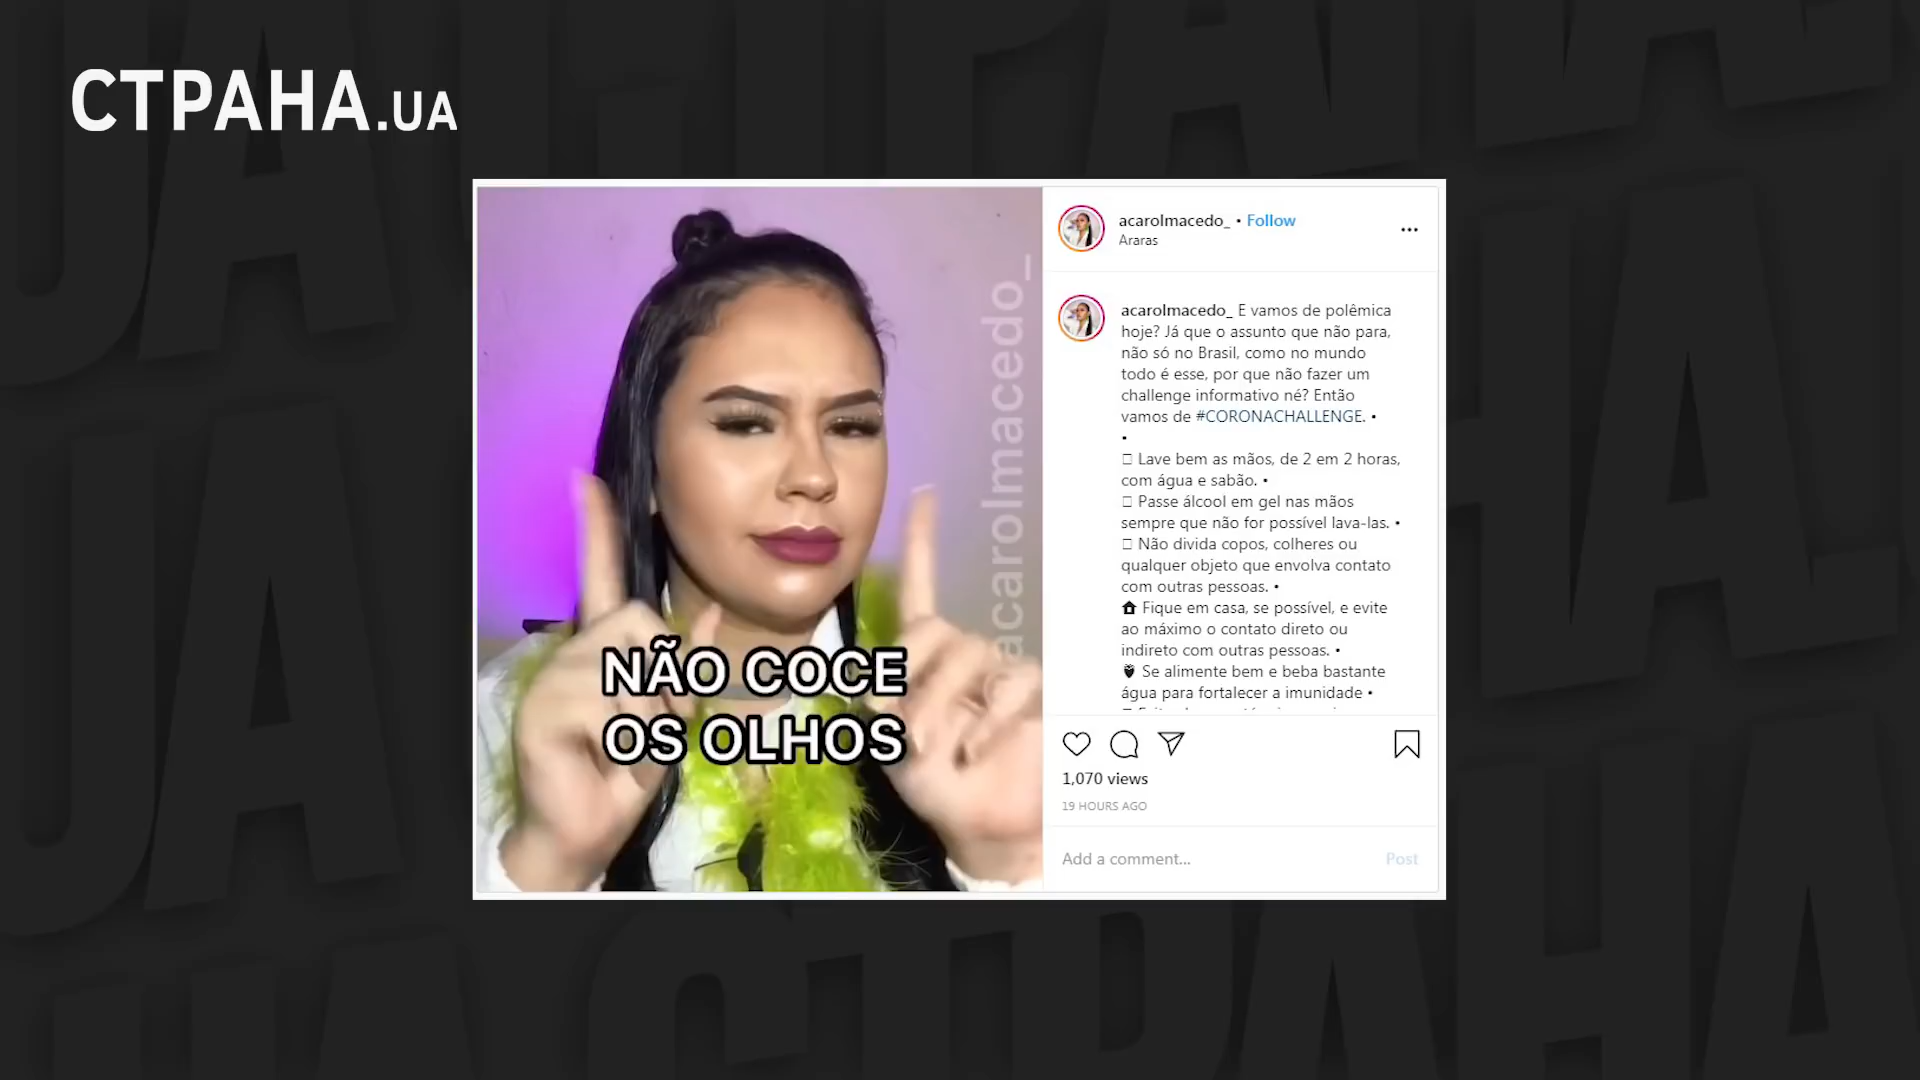 СТРАНА.UA
acarolmacedo_ • Follow
Araras
acarolmacedo_ E vamos de polêmica
hoje? Já que o assunto que não para,
não só no Brasil, como no mundo
todo é esse, por que não fazer um
challenge informativo né? Então
vamos de #CORONACHALLENGE. •
•
Lave bem as mãos, de 2 em 2 horas,
com água e sabão. •
Passe álcool em gel nas mãos
sempre que não for possível lava-las. •
Não divida copos, colheres ou
qualquer objeto que envolva contato
com outras pessoas. •
Fique em casa, se possível, e evite
ao máximo o contato direto ou
indireto com outras pessoas. •
Se alimente bem e beba bastante
água para fortalecer a imunidade •
@acarolmacedo_
NÃO COCE
OS OLHOS
1,070 views
19 HOURS AGO
Add a comment...
Post